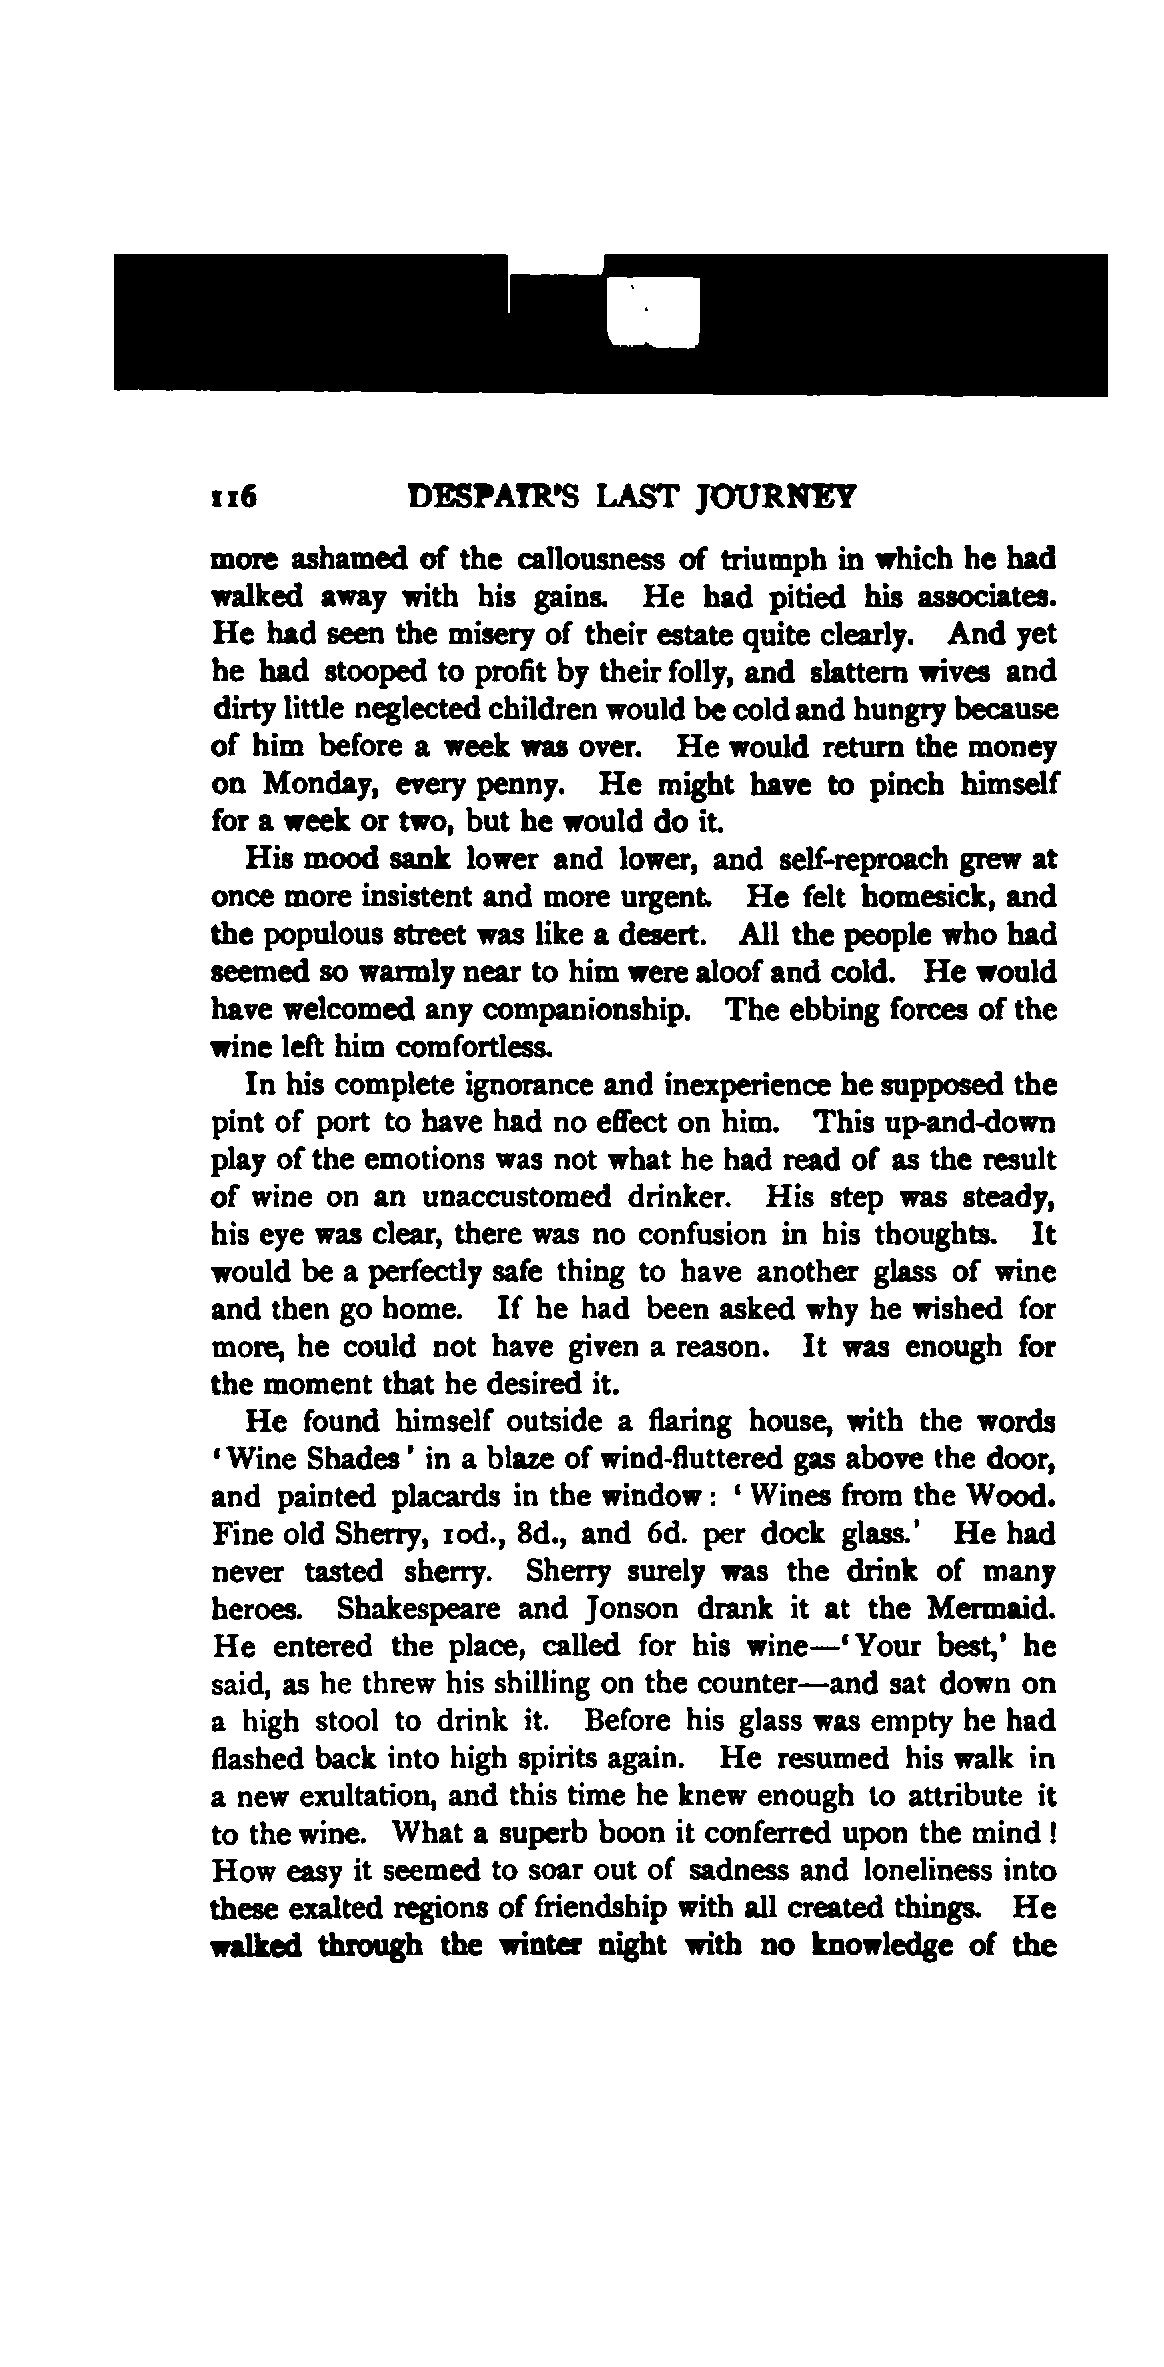 116 DESPAIR'S LAST JOURNEY
more ashamed of the callousness of triumph in which he had
walked away with his gains. He had pitied his associates.
He had seen the misery of their estate quite clearly. And yet
he had stooped to profit by their folly, and slattern wives and
dirty little neglected children would be cold and hungry because
of him before a week was over. He would return the money
on Monday, every penny. He might have to pinch himself
for a week or two, but he would do it.
His mood sank lower and lower, and self-reproach grew at
once more insistent and more urgent. He felt homesick, and
the populous street was like a desert. All the people who had
seemed so warmly near to him were aloof and cold. He would
have welcomed any companionship. The ebbing forces of the
wine left him comfortless.
In his complete ignorance and inexperience he supposed the
pint of port to have had no effect on him. This up-and-down
play of the emotions was not what he had read of as the result
of wine on an unaccustomed drinker. His step was steady,
his eye was clear, there was no confusion in his thoughts. It
would be a perfectly safe thing to have another glass of wine
and then go home. If he had been asked why he wished for
more, he could not have given a reason. It was enough for
the moment that he desired it.
He found himself outside a flaring house, with the words
'Wine Shades' in a blaze of wind-fluttered gas above the door,
and painted placards in the window: 'Wines from the Wood.
Fine old Sherry, 10d., 8d., and 6d. per dock glass.' He had
never tasted sherry. Sherry surely was the drink of many
heroes. Shakespeare and Jonson drank it at the Mermaid.
He entered the place, called for his wine—'Your best,' he
said, as he threw his shilling on the counter—and sat down on
a high stool to drink it. Before his glass was empty he had
flashed back into high spirits again. He resumed his walk in
a new exultation, and this time he knew enough to attribute it
to the wine. What a superb boon it conferred upon the mind!
How easy it seemed to soar out of sadness and loneliness into
these exalted regions of friendship with all created things. He
walked through the winter night with no knowledge of the